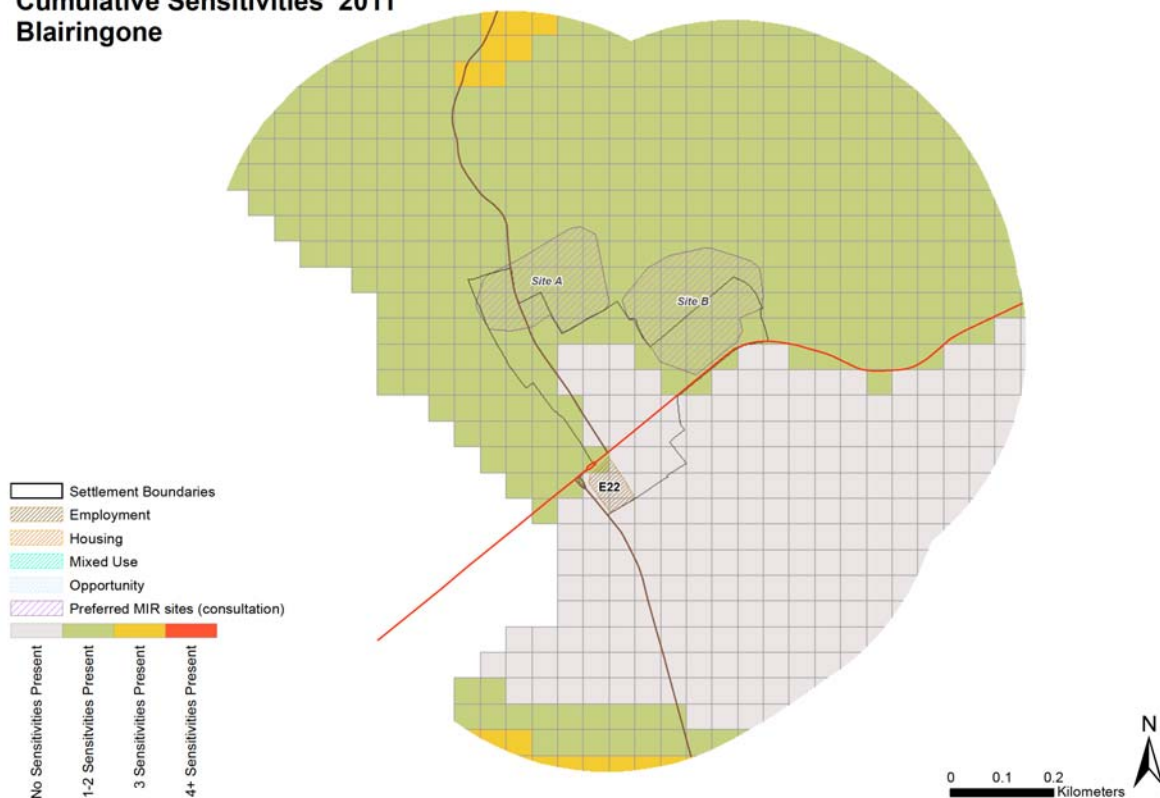 Cumulative Sensitivities 2011
Blairingone
Site A
Site B
E22
Settlement Boundaries
Employment
Housing
Mixed Use
Opportunity
Preferred MIR sites (consultation)
No Sensitivities Present
1-2 Sensitvities Present
3 Sensitivities Present
4+ Sensitivities Present
N
0 0.1 0.2
Kilometers